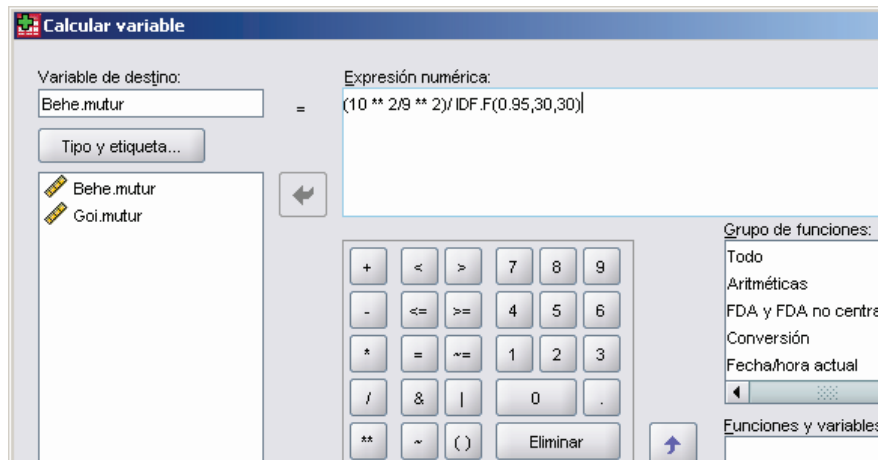 Calcular variable
Variable de destino:
Behe.mutur
=
Tipo y etiqueta...
Behe.mutur
Goi.mutur
Expresión numérica:
(10 ** 2/9 ** 2)/ IDF.F(0.95,30,30)
+ < > 7 8 9
- <= >= 4 5 6
* = ~= 1 2 3
/ & | 0 .
** ~ ( ) Eliminar
Grupo de funciones:
Todo
Aritméticas
FDA y FDA no centra
Conversión
Fecha/hora actual
Funciones y variables